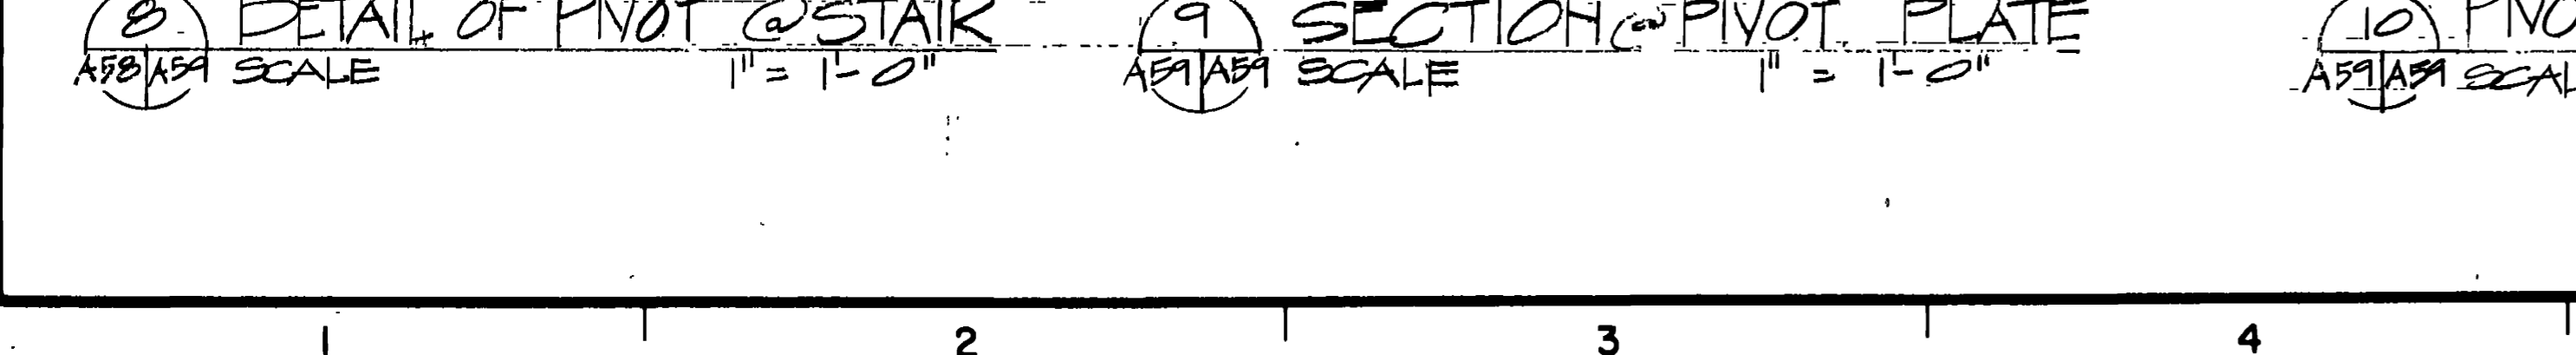 8 DETAIL OF PIVOT @ STAIR
A58 A59 SCALE 1" = 1'-0"
9 SECTION @ PIVOT PLATE
A59 A59 SCALE 1" = 1'-0"
10
A59 A59
1 2 3 4